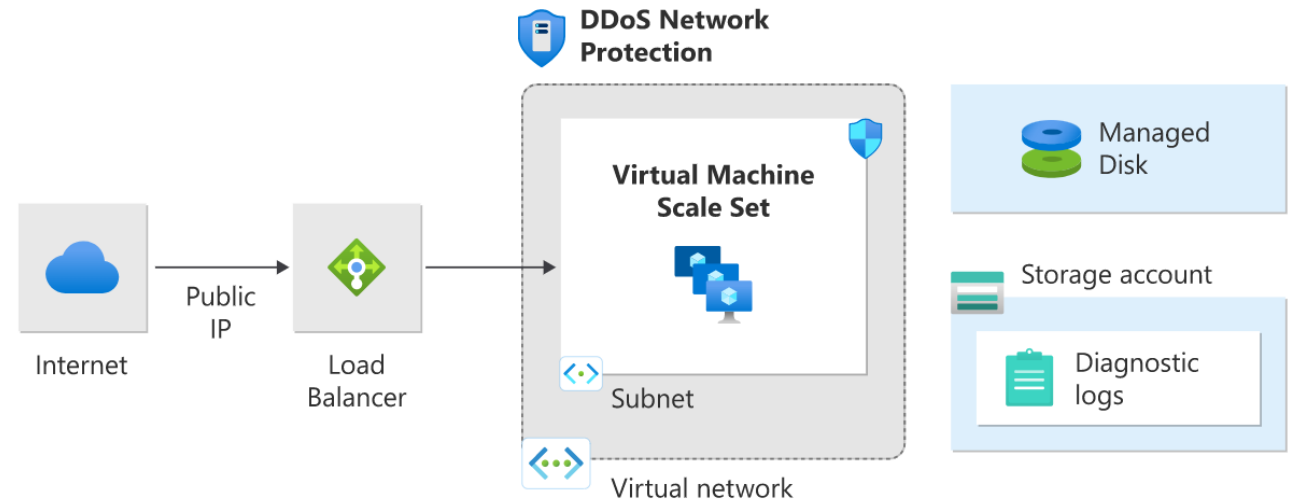 DDoS Network
Protection
Virtual Machine
Scale Set
Managed
Disk
Public
IP
Internet
Load
Balancer
Subnet
Virtual network
Storage account
Diagnostic
logs